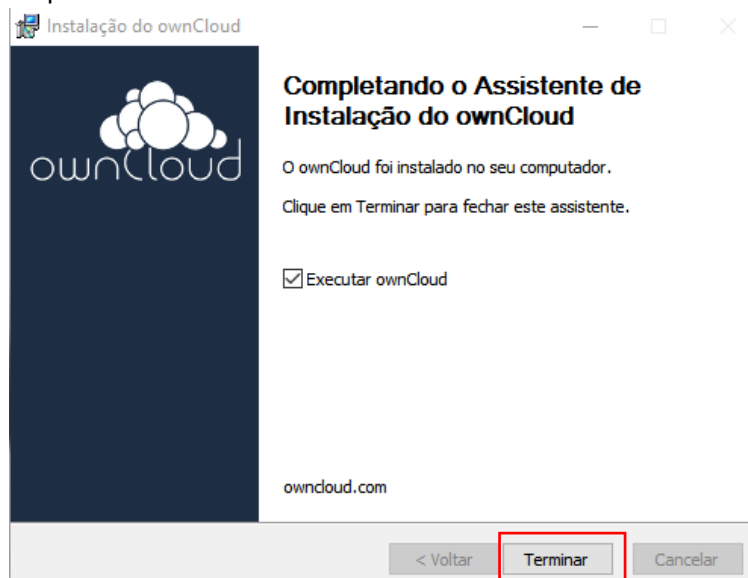 Instalação do ownCloud
ownCloud
Completando o Assistente de
Instalação do ownCloud
O ownCloud foi instalado no seu computador.
Clique em Terminar para fechar este assistente.
Executar ownCloud
owncloud.com
< Voltar
Terminar
Cancelar